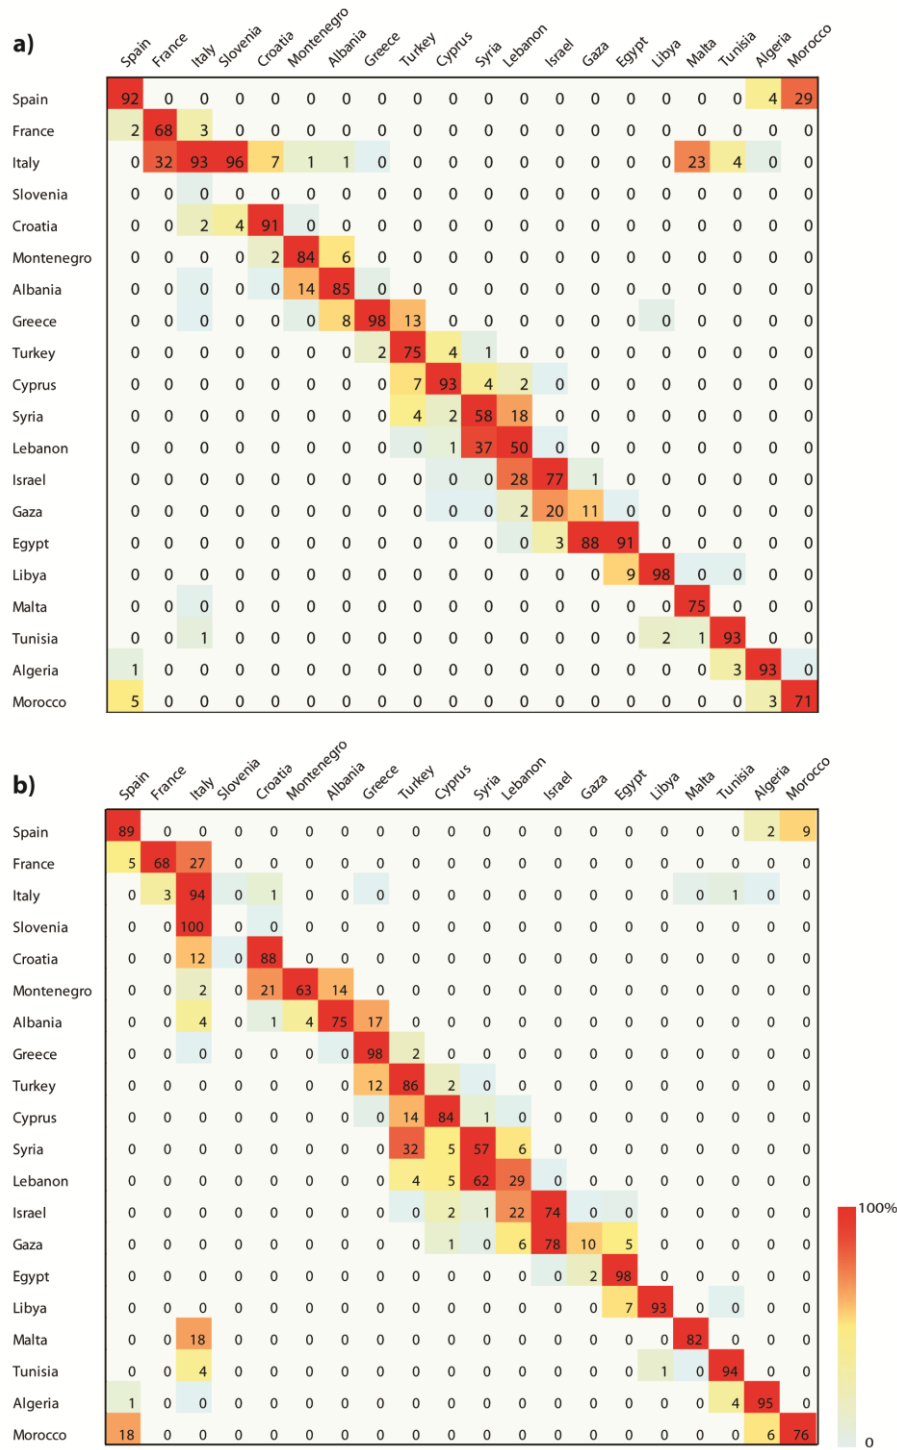 a)
Spain France Italy Slovenia Croatia Montenegro Albania Greece Turkey Cyprus Syria Lebanon Israel Gaza Egypt Libya Malta Tunisia Algeria Morocco
Spain 92 0 0 0 0 0 0 0 0 0 0 0 0 0 0 0 0 0 4 29
France 2 68 3 0 0 0 0 0 0 0 0 0 0 0 0 0 0 0 0 0
Italy 0 32 93 96 7 1 1 0 0 0 0 0 0 0 0 0 23 4 0 0
Slovenia 0 0 0 0 0 0 0 0 0 0 0 0 0 0 0 0 0 0 0 0
Croatia 0 0 2 4 91 0 0 0 0 0 0 0 0 0 0 0 0 0 0 0
Montenegro 0 0 0 0 2 84 6 0 0 0 0 0 0 0 0 0 0 0 0 0
Albania 0 0 0 0 0 14 85 0 0 0 0 0 0 0 0 0 0 0 0 0
Greece 0 0 0 0 0 0 8 98 13 0 0 0 0 0 0 0 0 0 0 0
Turkey 0 0 0 0 0 0 0 2 75 4 1 0 0 0 0 0 0 0 0 0
Cyprus 0 0 0 0 0 0 0 0 7 93 4 2 0 0 0 0 0 0 0 0
Syria 0 0 0 0 0 0 0 0 4 2 58 18 0 0 0 0 0 0 0 0
Lebanon 0 0 0 0 0 0 0 0 0 1 37 50 0 0 0 0 0 0 0 0
Israel 0 0 0 0 0 0 0 0 0 0 0 28 77 1 0 0 0 0 0 0
Gaza 0 0 0 0 0 0 0 0 0 0 0 2 20 11 0 0 0 0 0 0
Egypt 0 0 0 0 0 0 0 0 0 0 0 0 3 88 91 0 0 0 0 0
Libya 0 0 0 0 0 0 0 0 0 0 0 0 0 0 9 98 0 0 0 0
Malta 0 0 0 0 0 0 0 0 0 0 0 0 0 0 0 0 75 0 0 0
Tunisia 0 0 1 0 0 0 0 0 0 0 0 0 0 0 0 2 1 93 0 0
Algeria 1 0 0 0 0 0 0 0 0 0 0 0 0 0 0 0 0 3 93 0
Morocco 5 0 0 0 0 0 0 0 0 0 0 0 0 0 0 0 0 0 3 71
b)
Spain France Italy Slovenia Croatia Montenegro Albania Greece Turkey Cyprus Syria Lebanon Israel Gaza Egypt Libya Malta Tunisia Algeria Morocco
Spain 89 0 0 0 0 0 0 0 0 0 0 0 0 0 0 0 0 0 2 9
France 5 68 27 0 0 0 0 0 0 0 0 0 0 0 0 0 0 0 0 0
Italy 0 3 94 0 1 0 0 0 0 0 0 0 0 0 0 0 0 1 0 0
Slovenia 0 0 100 0 0 0 0 0 0 0 0 0 0 0 0 0 0 0 0 0
Croatia 0 0 12 0 88 0 0 0 0 0 0 0 0 0 0 0 0 0 0 0
Montenegro 0 0 2 0 21 63 14 0 0 0 0 0 0 0 0 0 0 0 0 0
Albania 0 0 4 0 1 4 75 17 0 0 0 0 0 0 0 0 0 0 0 0
Greece 0 0 0 0 0 0 0 98 2 0 0 0 0 0 0 0 0 0 0 0
Turkey 0 0 0 0 0 0 0 12 86 2 0 0 0 0 0 0 0 0 0 0
Cyprus 0 0 0 0 0 0 0 0 14 84 1 0 0 0 0 0 0 0 0 0
Syria 0 0 0 0 0 0 0 0 32 5 57 6 0 0 0 0 0 0 0 0
Lebanon 0 0 0 0 0 0 0 0 4 5 62 29 0 0 0 0 0 0 0 0
Israel 0 0 0 0 0 0 0 0 0 2 1 22 74 0 0 0 0 0 0 0
Gaza 0 0 0 0 0 0 0 0 0 1 0 6 78 10 5 0 0 0 0 0
Egypt 0 0 0 0 0 0 0 0 0 0 0 0 0 2 98 0 0 0 0 0
Libya 0 0 0 0 0 0 0 0 0 0 0 0 0 0 7 93 0 0 0 0
Malta 0 0 18 0 0 0 0 0 0 0 0 0 0 0 0 0 82 0 0 0
Tunisia 0 0 4 0 0 0 0 0 0 0 0 0 0 0 0 1 0 94 0 0
Algeria 1 0 0 0 0 0 0 0 0 0 0 0 0 0 0 0 0 4 95 0
Morocco 18 0 0 0 0 0 0 0 0 0 0 0 0 0 0 0 0 0 6 76
100%
0